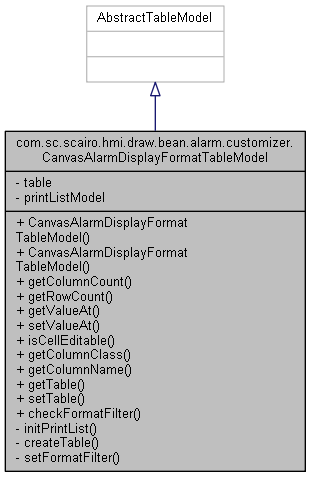 AbstractTableModel
com.sc.scairo.hmi.draw.bean.alarm.customizer.
CanvasAlarmDisplayFormatTableModel
- table
- printListModel
+ CanvasAlarmDisplayFormat
TableModel()
+ CanvasAlarmDisplayFormat
TableModel()
+ getColumnCount()
+ getRowCount()
+ getValueAt()
+ setValueAt()
+ isCellEditable()
+ getColumnClass()
+ getColumnName()
+ getTable()
+ setTable()
+ checkFormatFilter()
- initPrintList()
- createTable()
- setFormatFilter()